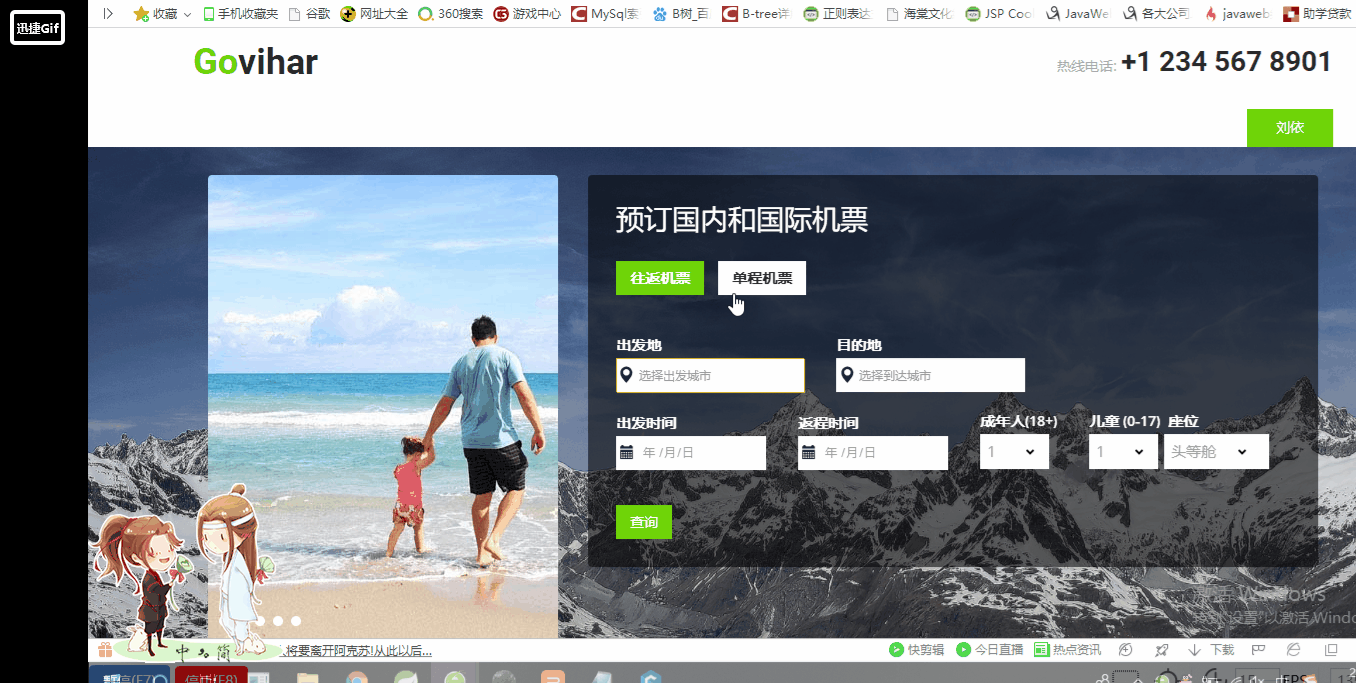 迅捷Gif
收藏 手机收藏夹 谷歌 网址大全 360搜索 游戏中心 MySql索 B树_百 B-tree详 正则表达 海棠文化 JSP Coo JavaWe 各大公司 javaweb 助学贷款
Govihar
热线电话: +1 234 567 8901
刘依
预订国内和国际机票
往返机票 单程机票
出发地 目的地
选择出发城市 选择到达城市
出发时间 返程时间 成年人(18+) 儿童 (0-17) 座位
年 /月/日 年 /月/日 1 1 头等舱
查询
激活 Windows
转到"设置"以激活 Windo
人将要离开阿克苏!从此以后...
快剪辑 今日直播 热点资讯 下载